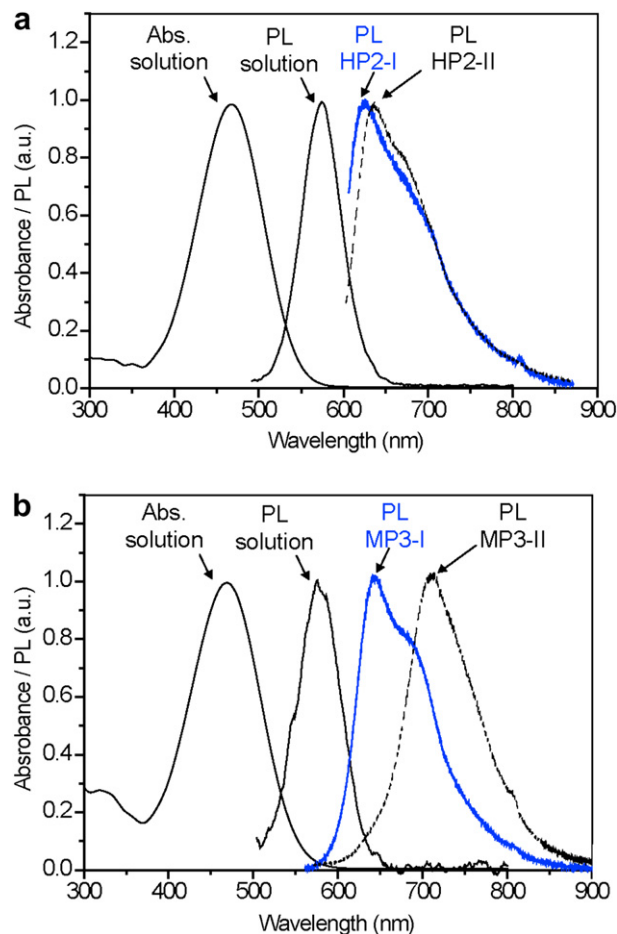 a
Abs. solution
PL solution
PL HP2-I
PL HP2-II
Absrobance / PL (a.u.)
1.2
1.0
0.8
0.6
0.4
0.2
0.0
300 400 500 600 700 800 900
Wavelength (nm)
b
Abs. solution
PL solution
PL MP3-I
PL MP3-II
Absrobance / PL (a.u.)
1.2
1.0
0.8
0.6
0.4
0.2
0.0
300 400 500 600 700 800 900
Wavelength (nm)